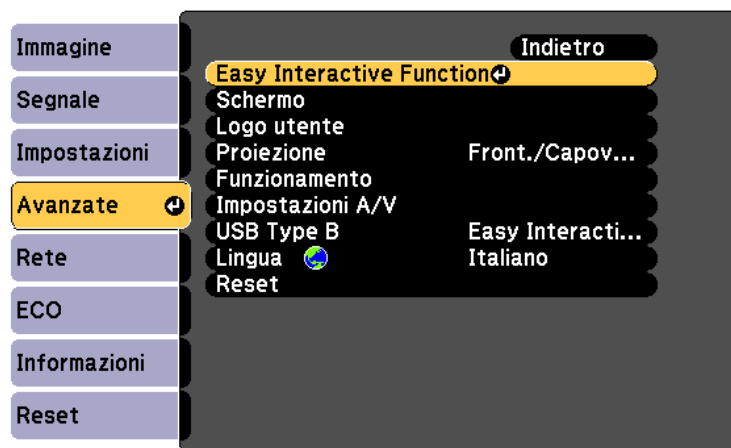 Immagine
Segnale
Impostazioni
Avanzate
Rete
ECO
Informazioni
Reset
Indietro
Easy Interactive Function
Schermo
Logo utente
Proiezione Front./Capov...
Funzionamento
Impostazioni A/V
USB Type B Easy Interacti...
Lingua Italiano
Reset